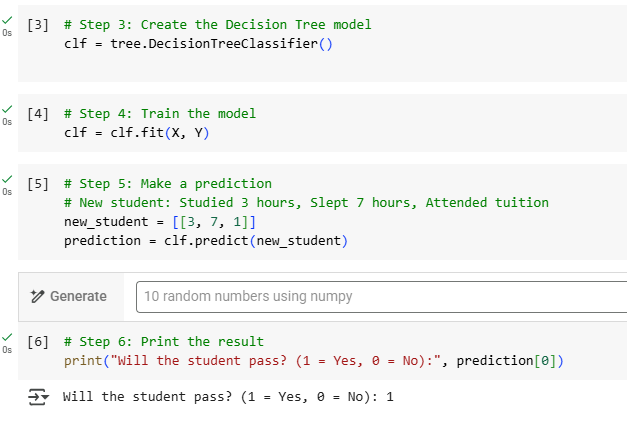 0s
[3] # Step 3: Create the Decision Tree model
clf = tree.DecisionTreeClassifier()
0s
[4] # Step 4: Train the model
clf = clf.fit(X, Y)
0s
[5] # Step 5: Make a prediction
# New student: Studied 3 hours, Slept 7 hours, Attended tuition
new_student = [[3, 7, 1]]
prediction = clf.predict(new_student)
Generate 10 random numbers using numpy
0s
[6] # Step 6: Print the result
print("Will the student pass? (1 = Yes, 0 = No):", prediction[0])
Will the student pass? (1 = Yes, 0 = No): 1